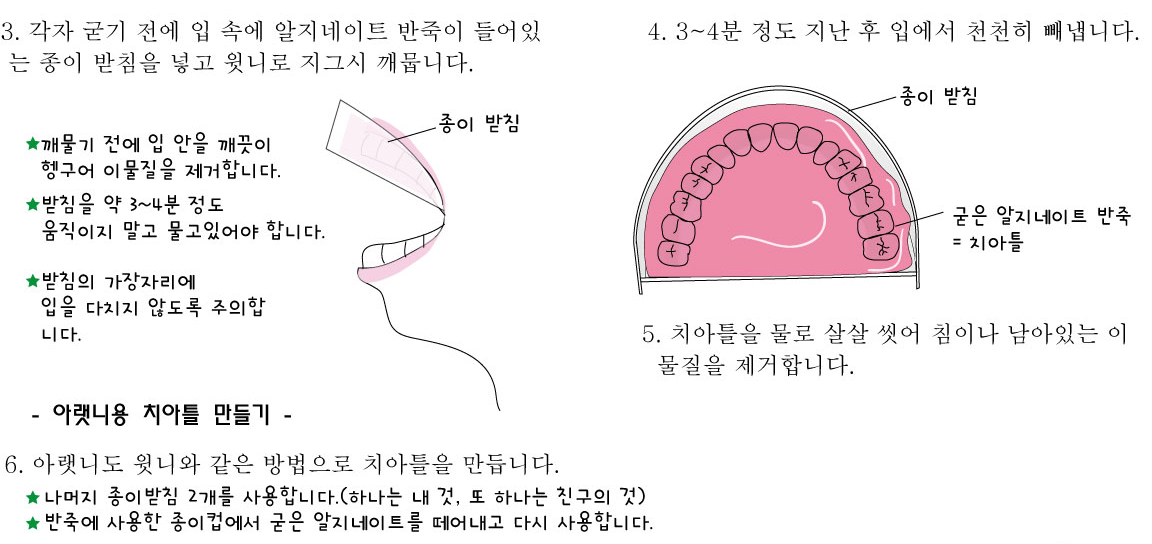 3. 각자 굳기 전에 입 속에 알지네이트 반죽이 들어있
는 종이 받침을 넣고 윗니로 지그시 깨뭅니다.
종이 받침
★깨물기 전에 입 안을 깨끗이
헹구어 이물질을 제거합니다.
★받침을 약 3~4분 정도
움직이지 말고 물고있어야 합니다.
★받침의 가장자리에
입을 다치지 않도록 주의합
니다.
4. 3~4분 정도 지난 후 입에서 천천히 빼냅니다.
종이 받침
굳은 알지네이트 반죽
= 치아틀
5. 치아틀을 물로 살살 씻어 침이나 남아있는 이
물질을 제거합니다.
- 아랫니용 치아틀 만들기 -
6. 아랫니도 윗니와 같은 방법으로 치아틀을 만듭니다.
★나머지 종이받침 2개를 사용합니다.(하나는 내 것, 또 하나는 친구의 것)
★반죽에 사용한 종이컵에서 굳은 알지네이트를 떼어내고 다시 사용합니다.